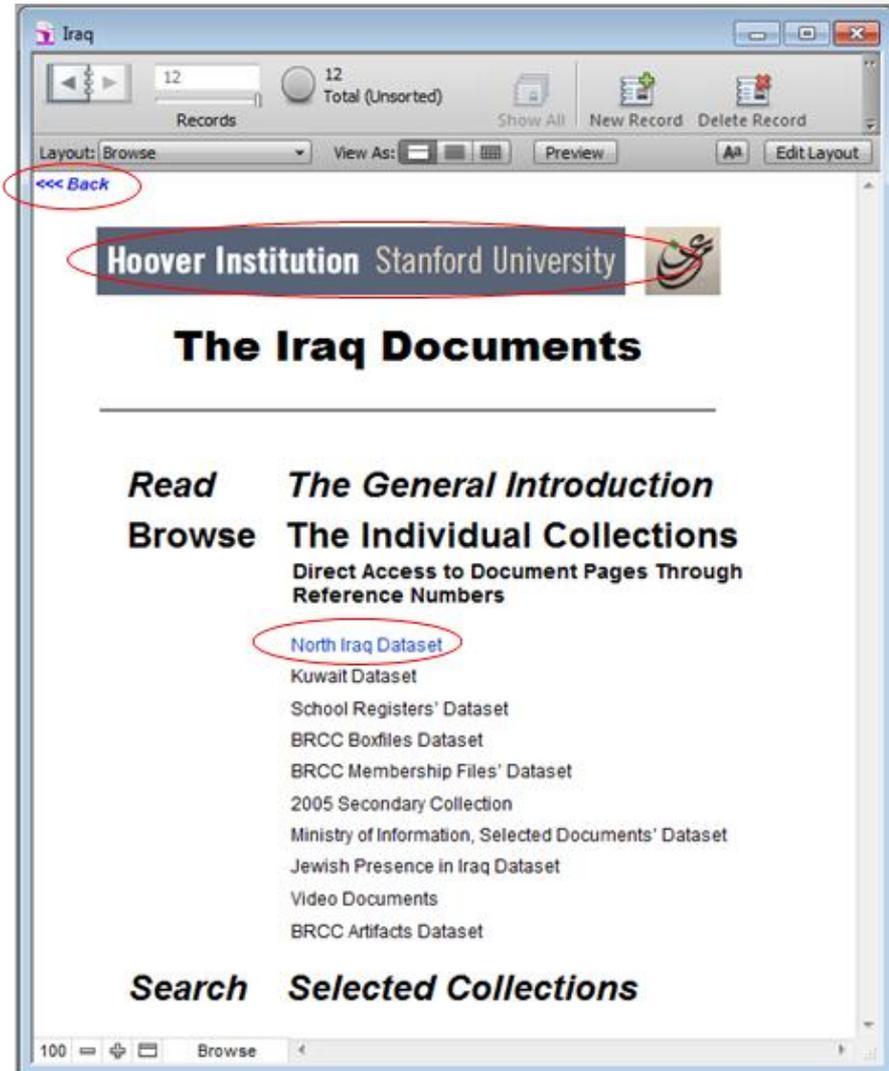 Iraq
12
12
Total (Unsorted)
Records
Show All
New Record
Delete Record
Layout: Browse
View As:
Preview
Aa
Edit Layout
<<< Back
Hoover Institution Stanford University
The Iraq Documents
Read The General Introduction
Browse The Individual Collections
Direct Access to Document Pages Through
Reference Numbers
North Iraq Dataset
Kuwait Dataset
School Registers' Dataset
BRCC Boxfiles Dataset
BRCC Membership Files' Dataset
2005 Secondary Collection
Ministry of Information, Selected Documents' Dataset
Jewish Presence in Iraq Dataset
Video Documents
BRCC Artifacts Dataset
Search Selected Collections
100
Browse